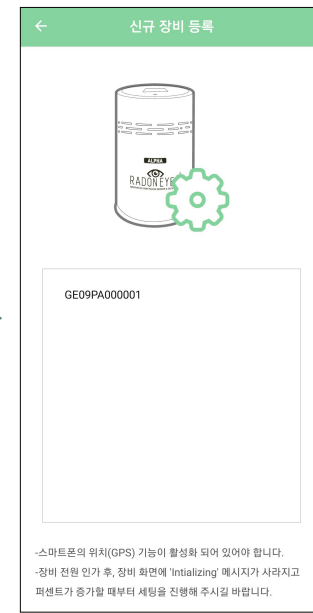 신규 장비 등록
ALPHA
RADONEYE
GE09PA000001
-스마트폰의 위치(GPS) 기능이 활성화 되어 있어야 합니다.
-장비 전원 인가 후, 장비 화면에 'Intializing' 메시지가 사라지고
퍼센트가 증가할 때부터 세팅을 진행해 주시길 바랍니다.